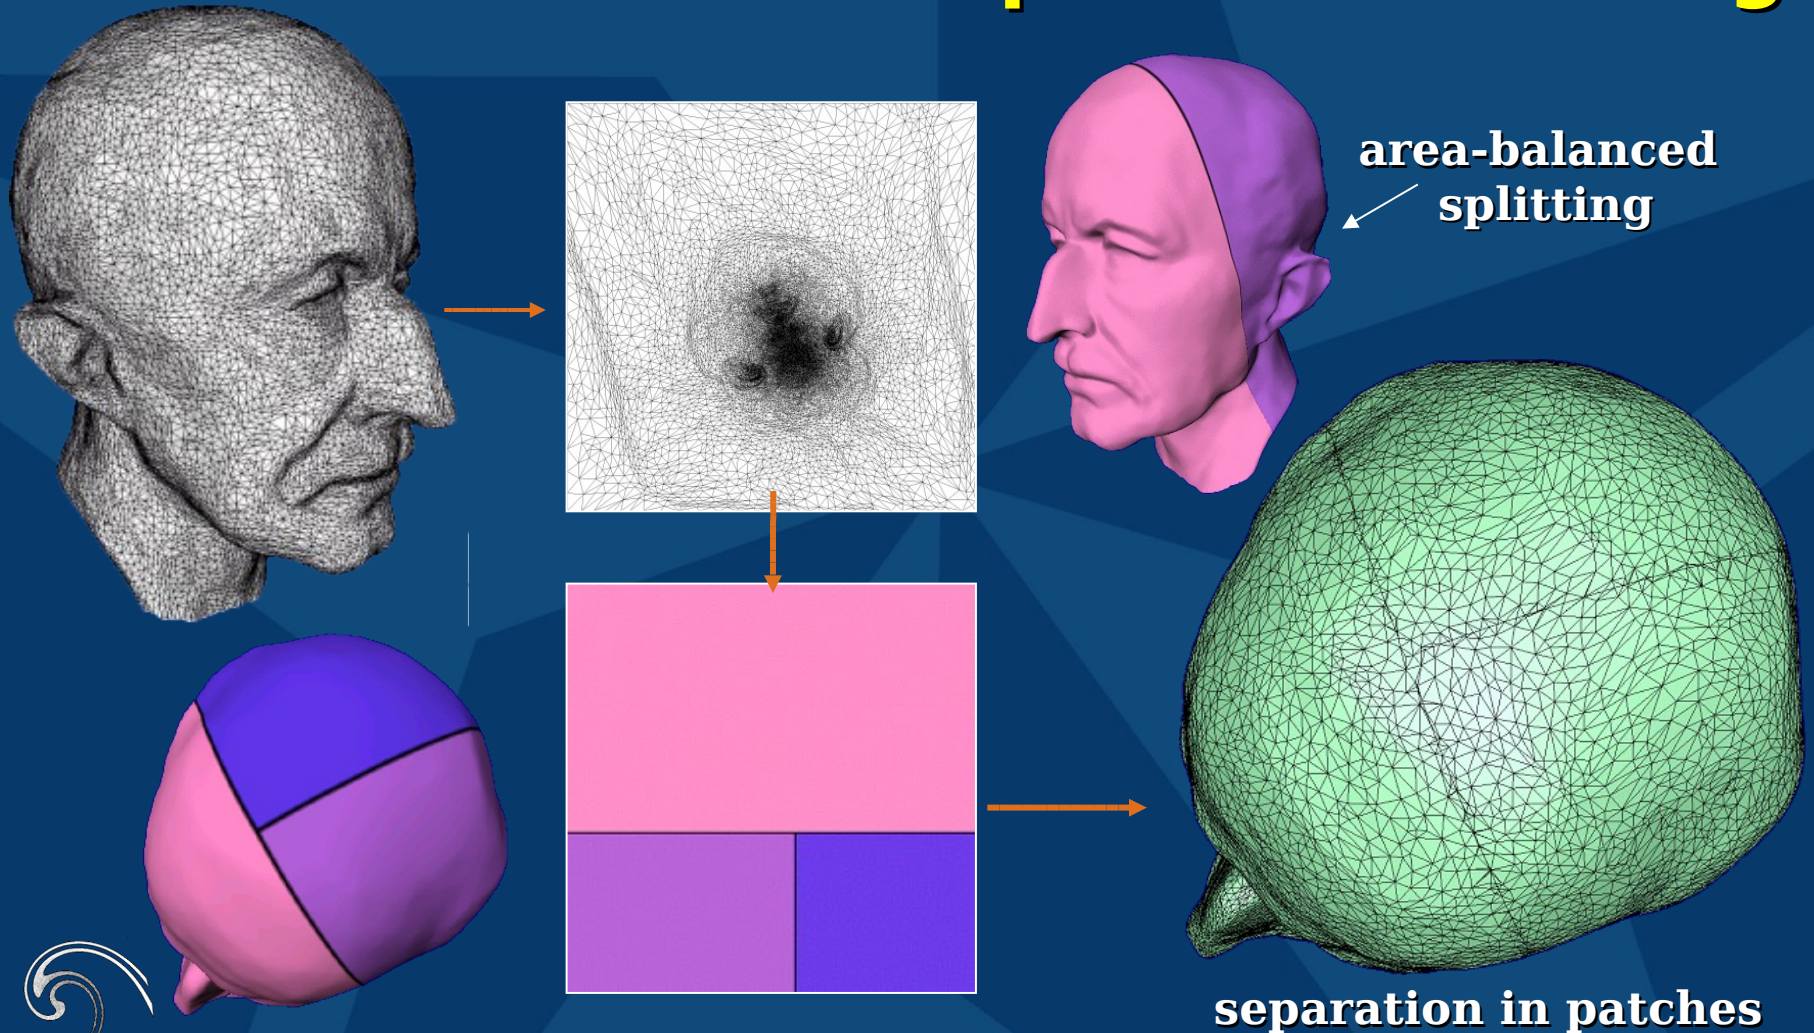 area-balanced
splitting
separation in patches